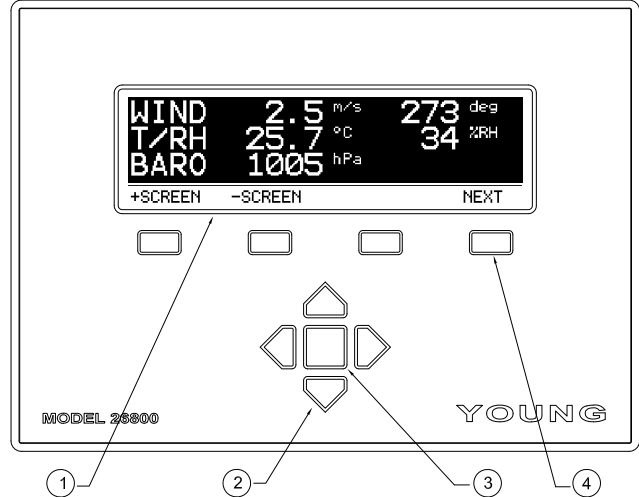 WIND 2.5 m/s 273 deg
T/RH 25.7 °C 34 %RH
BARO 1005 hPa
+SCREEN -SCREEN NEXT
MODEL 26800 YOUNG
1 2 3 4